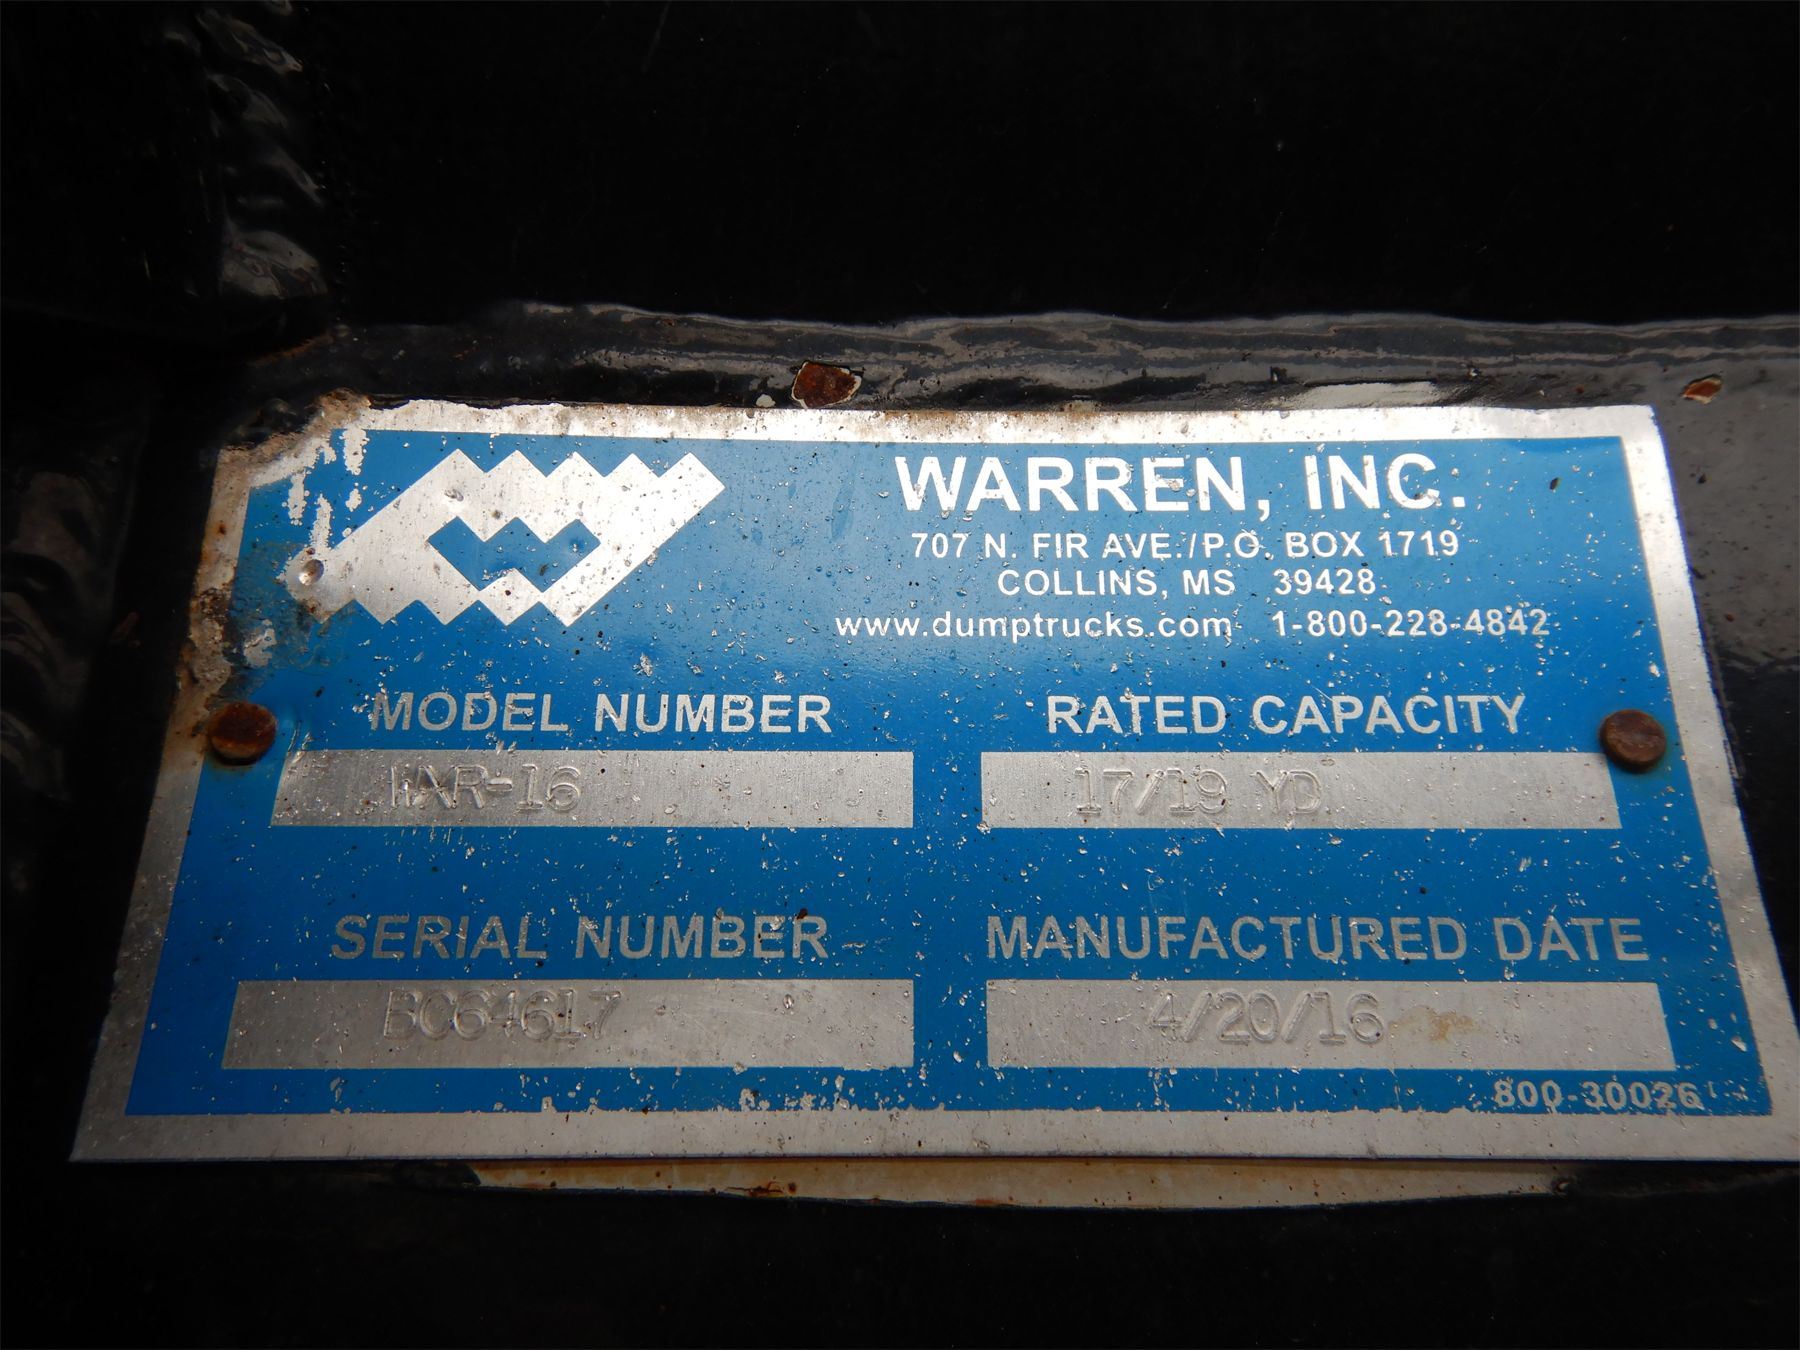 WARREN, INC.
707 N. FIR AVE./P.O. BOX 1719
COLLINS, MS 39428
www.dumptrucks.com 1-800-228-4842
MODEL NUMBER RATED CAPACITY
WXR-16 17/19 YD
SERIAL NUMBER MANUFACTURED DATE
BC64617 4/20/16
800-30026